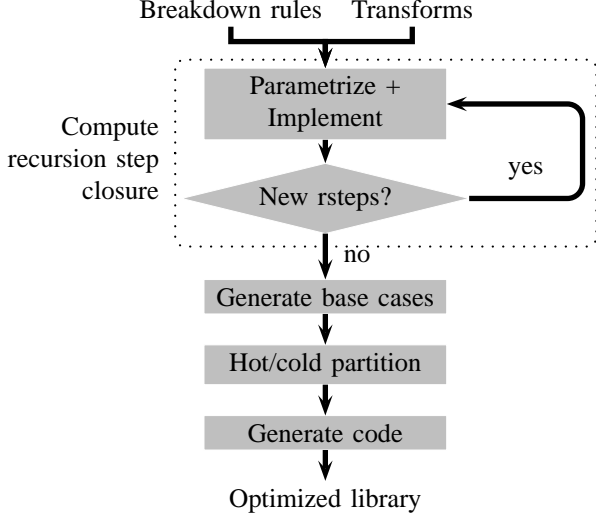 Breakdown rules Transforms
Parametrize +
Implement
Compute
recursion step
closure
yes
New rsteps?
no
Generate base cases
Hot/cold partition
Generate code
Optimized library